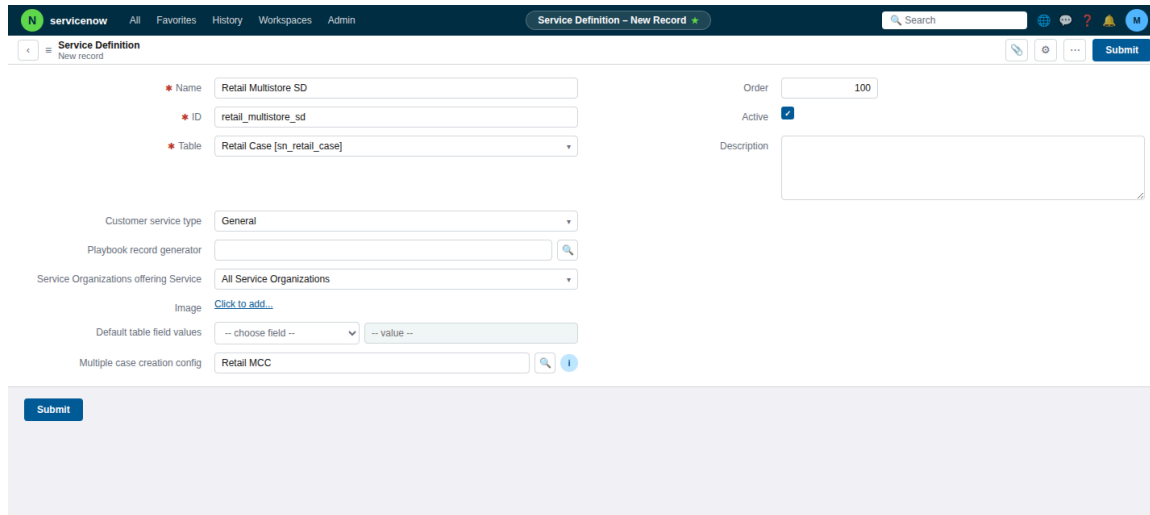 N servicenow All Favorites History Workspaces Admin Service Definition – New Record ★ Search M
Service Definition
New record
Submit
✱ Name Retail Multistore SD
✱ ID retail_multistore_sd
✱ Table Retail Case [sn_retail_case]
Customer service type General
Playbook record generator
Service Organizations offering Service All Service Organizations
Image Click to add...
Default table field values -- choose field -- -- value --
Multiple case creation config Retail MCC i
Order 100
Active
Description
Submit